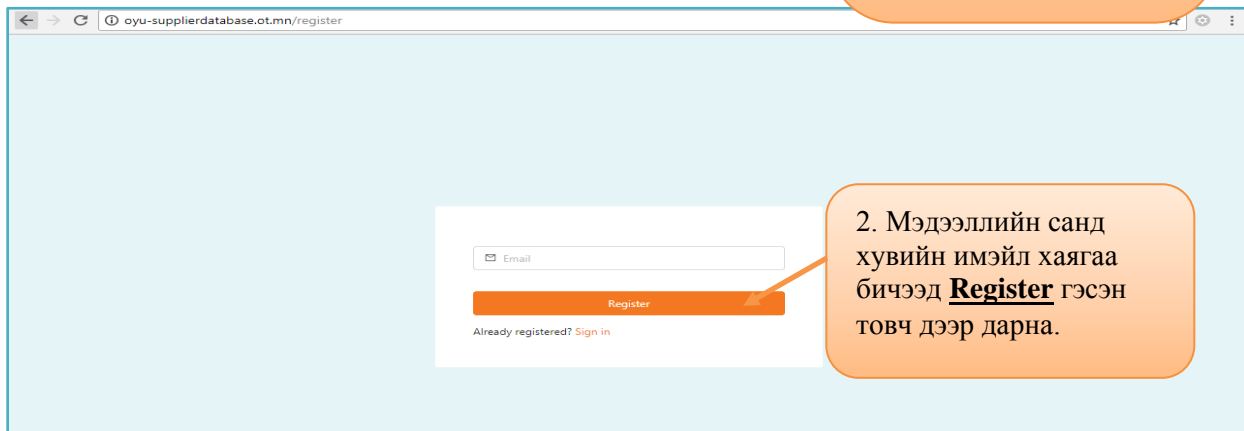 oyu-supplierdatabase.ot.mn/register
Email
Register
Already registered? Sign in
2. Мэдээллийн санд
хувийн имэйл хаягаа
бичээд Register гэсэн
товч дээр дарна.